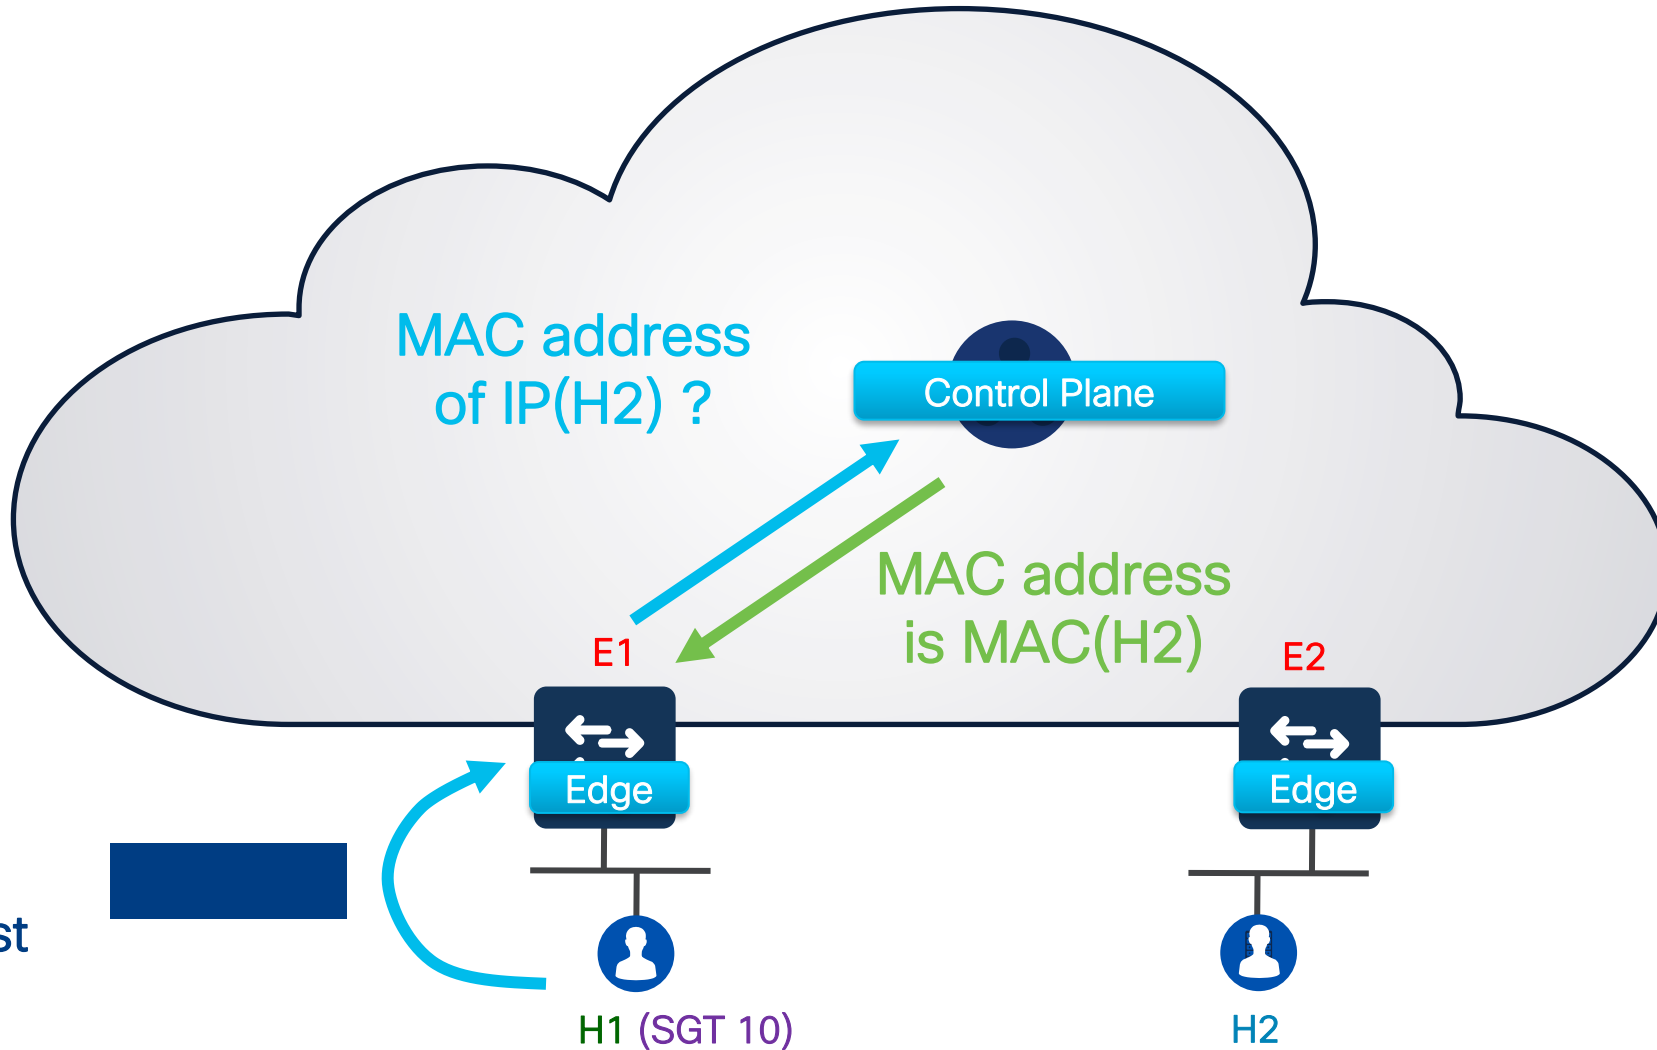 MAC address
of IP(H2) ?
Control Plane
MAC address
is MAC(H2)
E1
E2
Edge
Edge
st
H1 (SGT 10)
H2